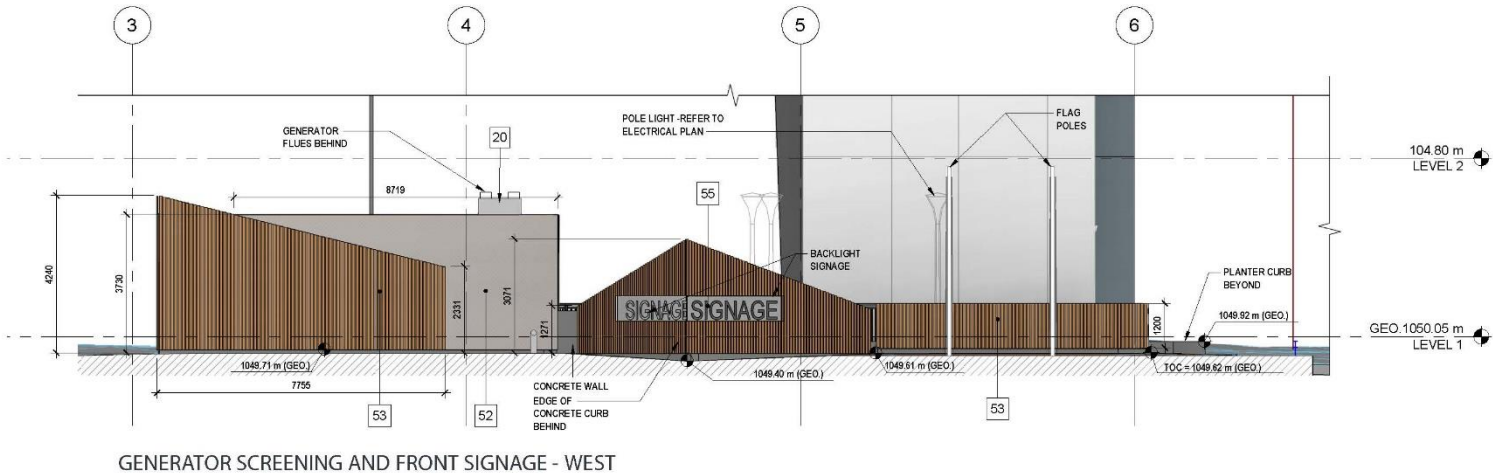 3
4
5
6
GENERATOR
FLUES BEHIND
20
POLE LIGHT -REFER TO
ELECTRICAL PLAN
FLAG
POLES
104.80 m
LEVEL 2
8719
55
4240
3730
2331
3071
1271
BACKLIGHT
SIGNAGE
SIGNAGE SIGNAGE
PLANTER CURB
BEYOND
1049.92 m (GEO.)
1200
GEO.1050.05 m
LEVEL 1
1049.71 m (GEO.)
7755
53
52
CONCRETE WALL
EDGE OF
CONCRETE CURB
BEHIND
1049.40 m (GEO.)
1049.61 m (GEO.)
53
TOC = 1049.62 m (GEO.)
GENERATOR SCREENING AND FRONT SIGNAGE - WEST